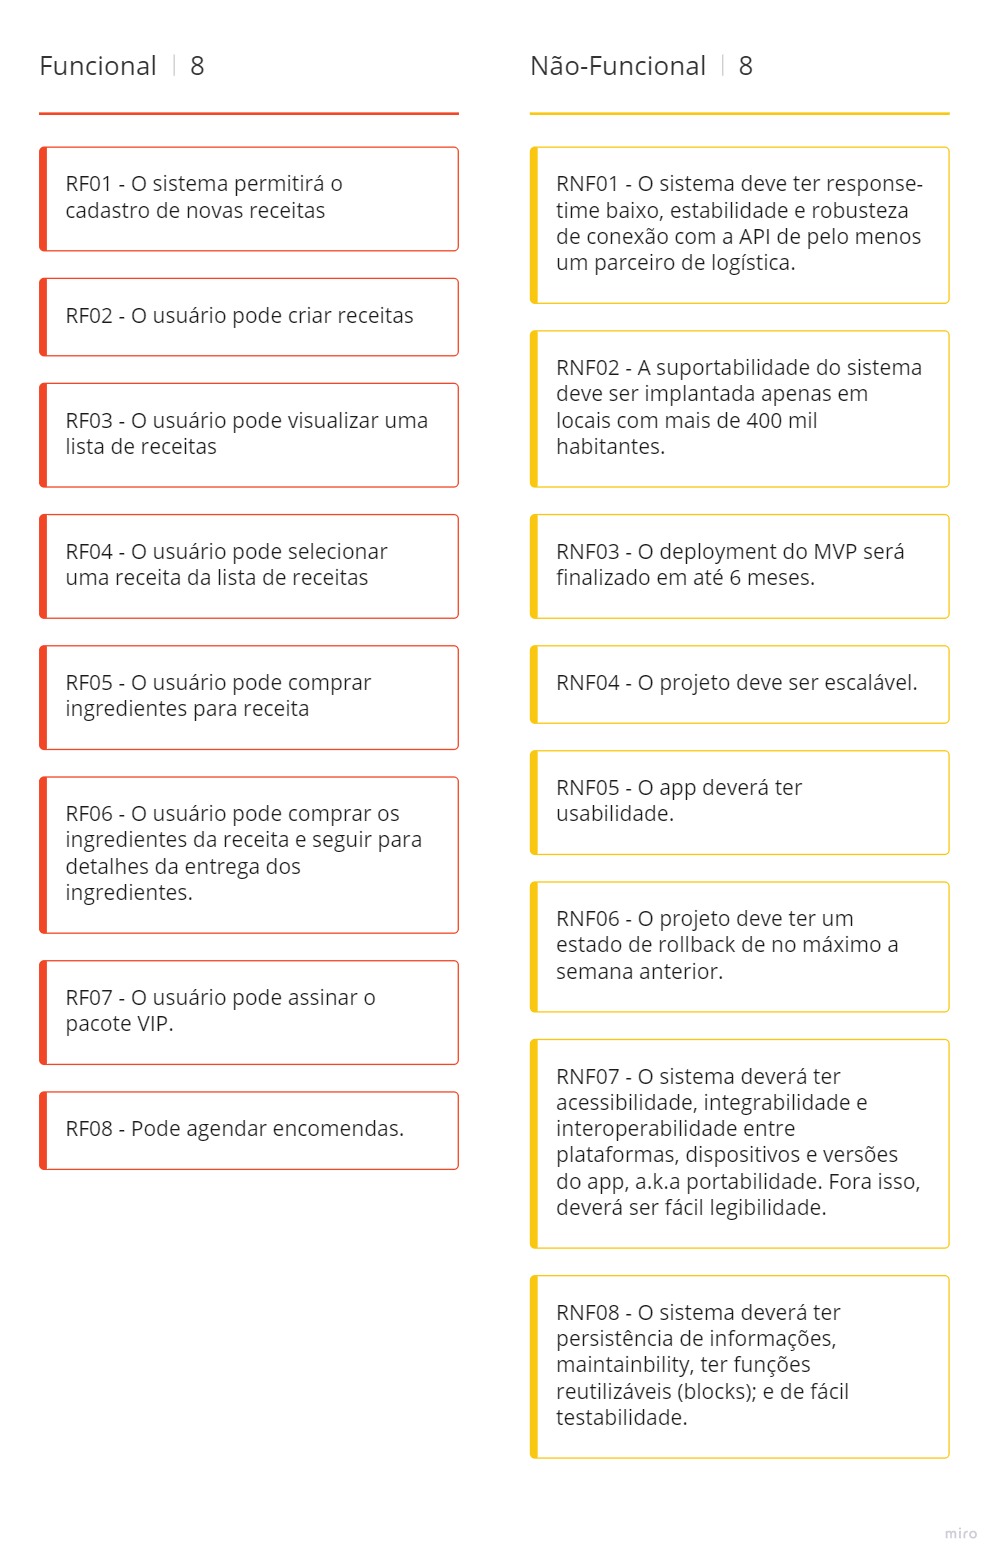 Funcional | 8
RF01 - O sistema permitirá o
cadastro de novas receitas
RF02 - O usuário pode criar receitas
RF03 - O usuário pode visualizar uma
lista de receitas
RF04 - O usuário pode selecionar
uma receita da lista de receitas
RF05 - O usuário pode comprar
ingredientes para receita
RF06 - O usuário pode comprar os
ingredientes da receita e seguir para
detalhes da entrega dos
ingredientes.
RF07 - O usuário pode assinar o
pacote VIP.
RF08 - Pode agendar encomendas.
Não-Funcional | 8
RNF01 - O sistema deve ter response-
time baixo, estabilidade e robusteza
de conexão com a API de pelo menos
um parceiro de logística.
RNF02 - A suportabilidade do sistema
deve ser implantada apenas em
locais com mais de 400 mil
habitantes.
RNF03 - O deployment do MVP será
finalizado em até 6 meses.
RNF04 - O projeto deve ser escalável.
RNF05 - O app deverá ter
usabilidade.
RNF06 - O projeto deve ter um
estado de rollback de no máximo a
semana anterior.
RNF07 - O sistema deverá ter
acessibilidade, integrabilidade e
interoperabilidade entre
plataformas, dispositivos e versões
do app, a.k.a portabilidade. Fora isso,
deverá ser fácil legibilidade.
RNF08 - O sistema deverá ter
persistência de informações,
maintainbility, ter funções
reutilizáveis (blocks); e de fácil
testabilidade.
miro